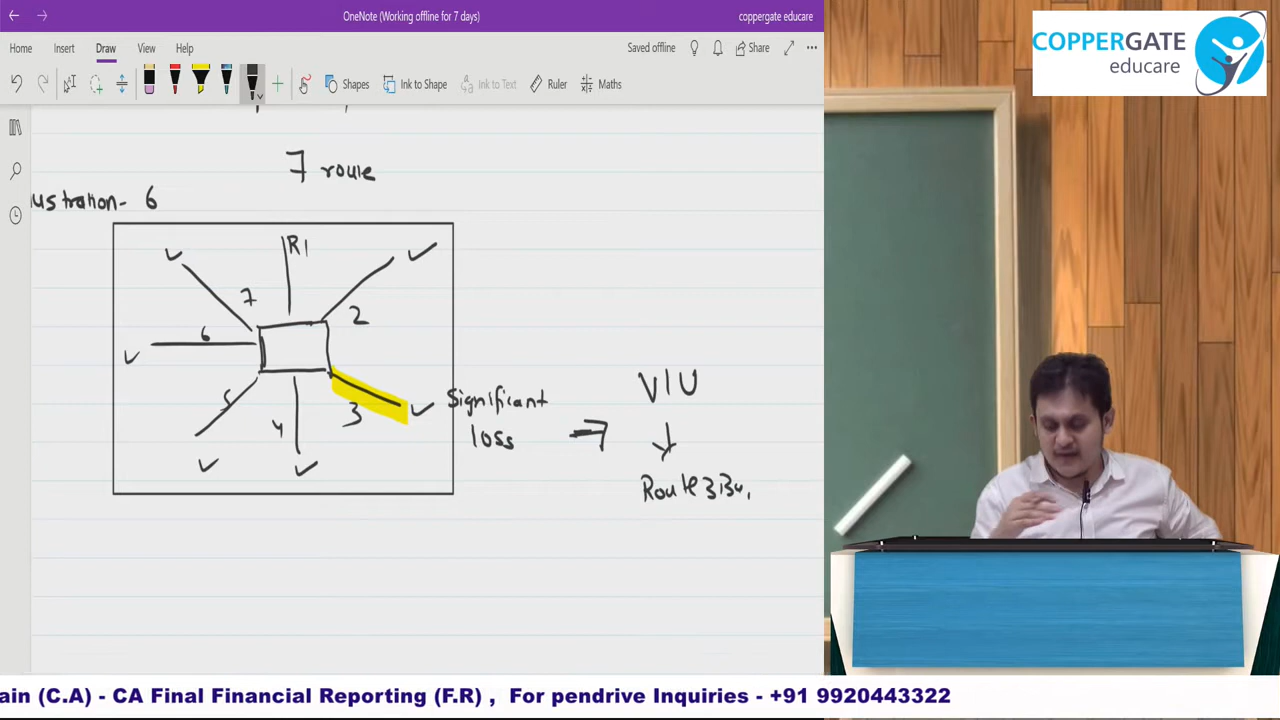 OneNote (Working offline for 7 days)
coppergate educare
Home Insert Draw View Help
Saved offline Share
Shapes Ink to Shape Ink to Text Ruler Maths
COPPERGATE
educare
7 route
ustration- 6
R1
7
2
6
3
5
4
Significant
loss
VIU
Route 3 Bu,
ain (C.A) - CA Final Financial Reporting (F.R) , For pendrive Inquiries - +91 9920443322